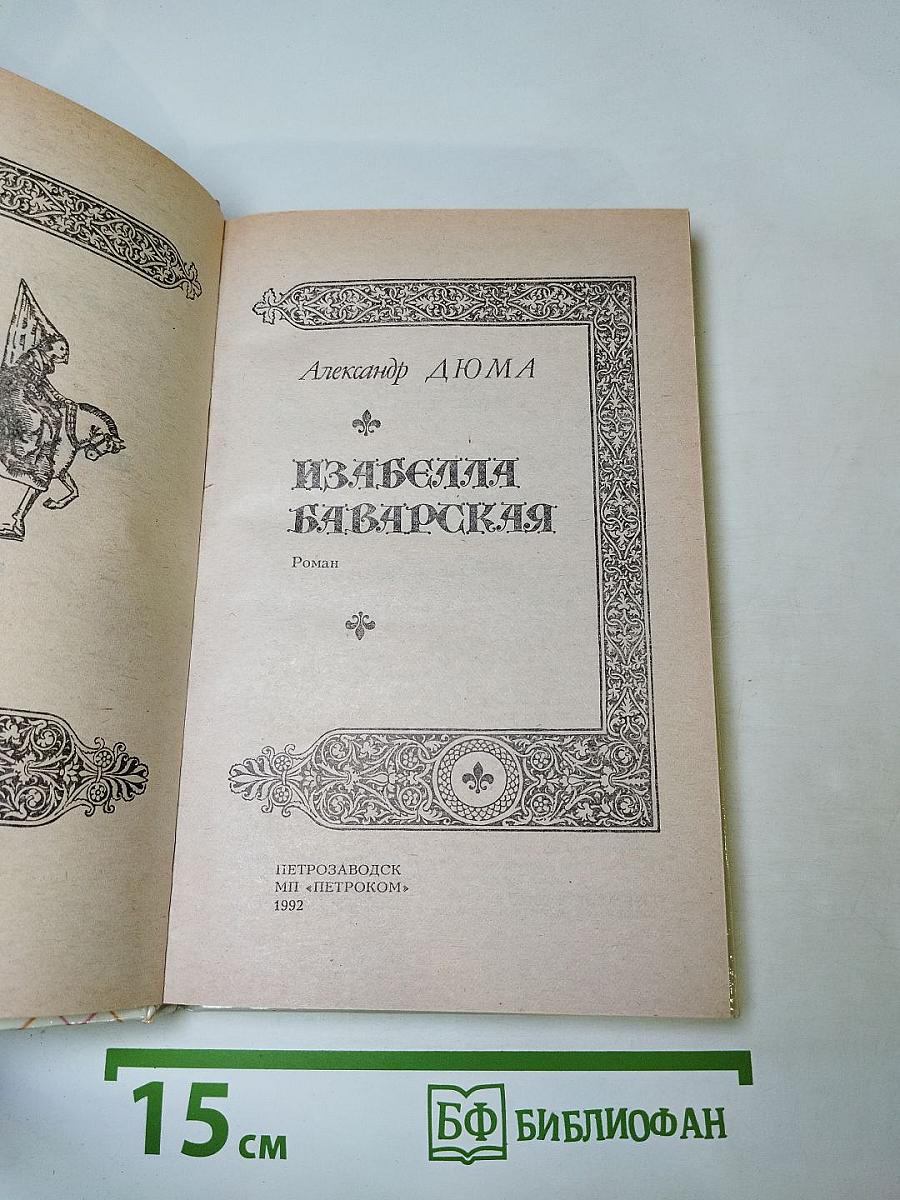 Александр ДЮМА
ИЗАБЕЛЛА
БАВАРСКАЯ
Роман
ПЕТРОЗАВОДСК
МП «ПЕТРОКОМ»
1992
15 см
БФ БИБЛИОФАН